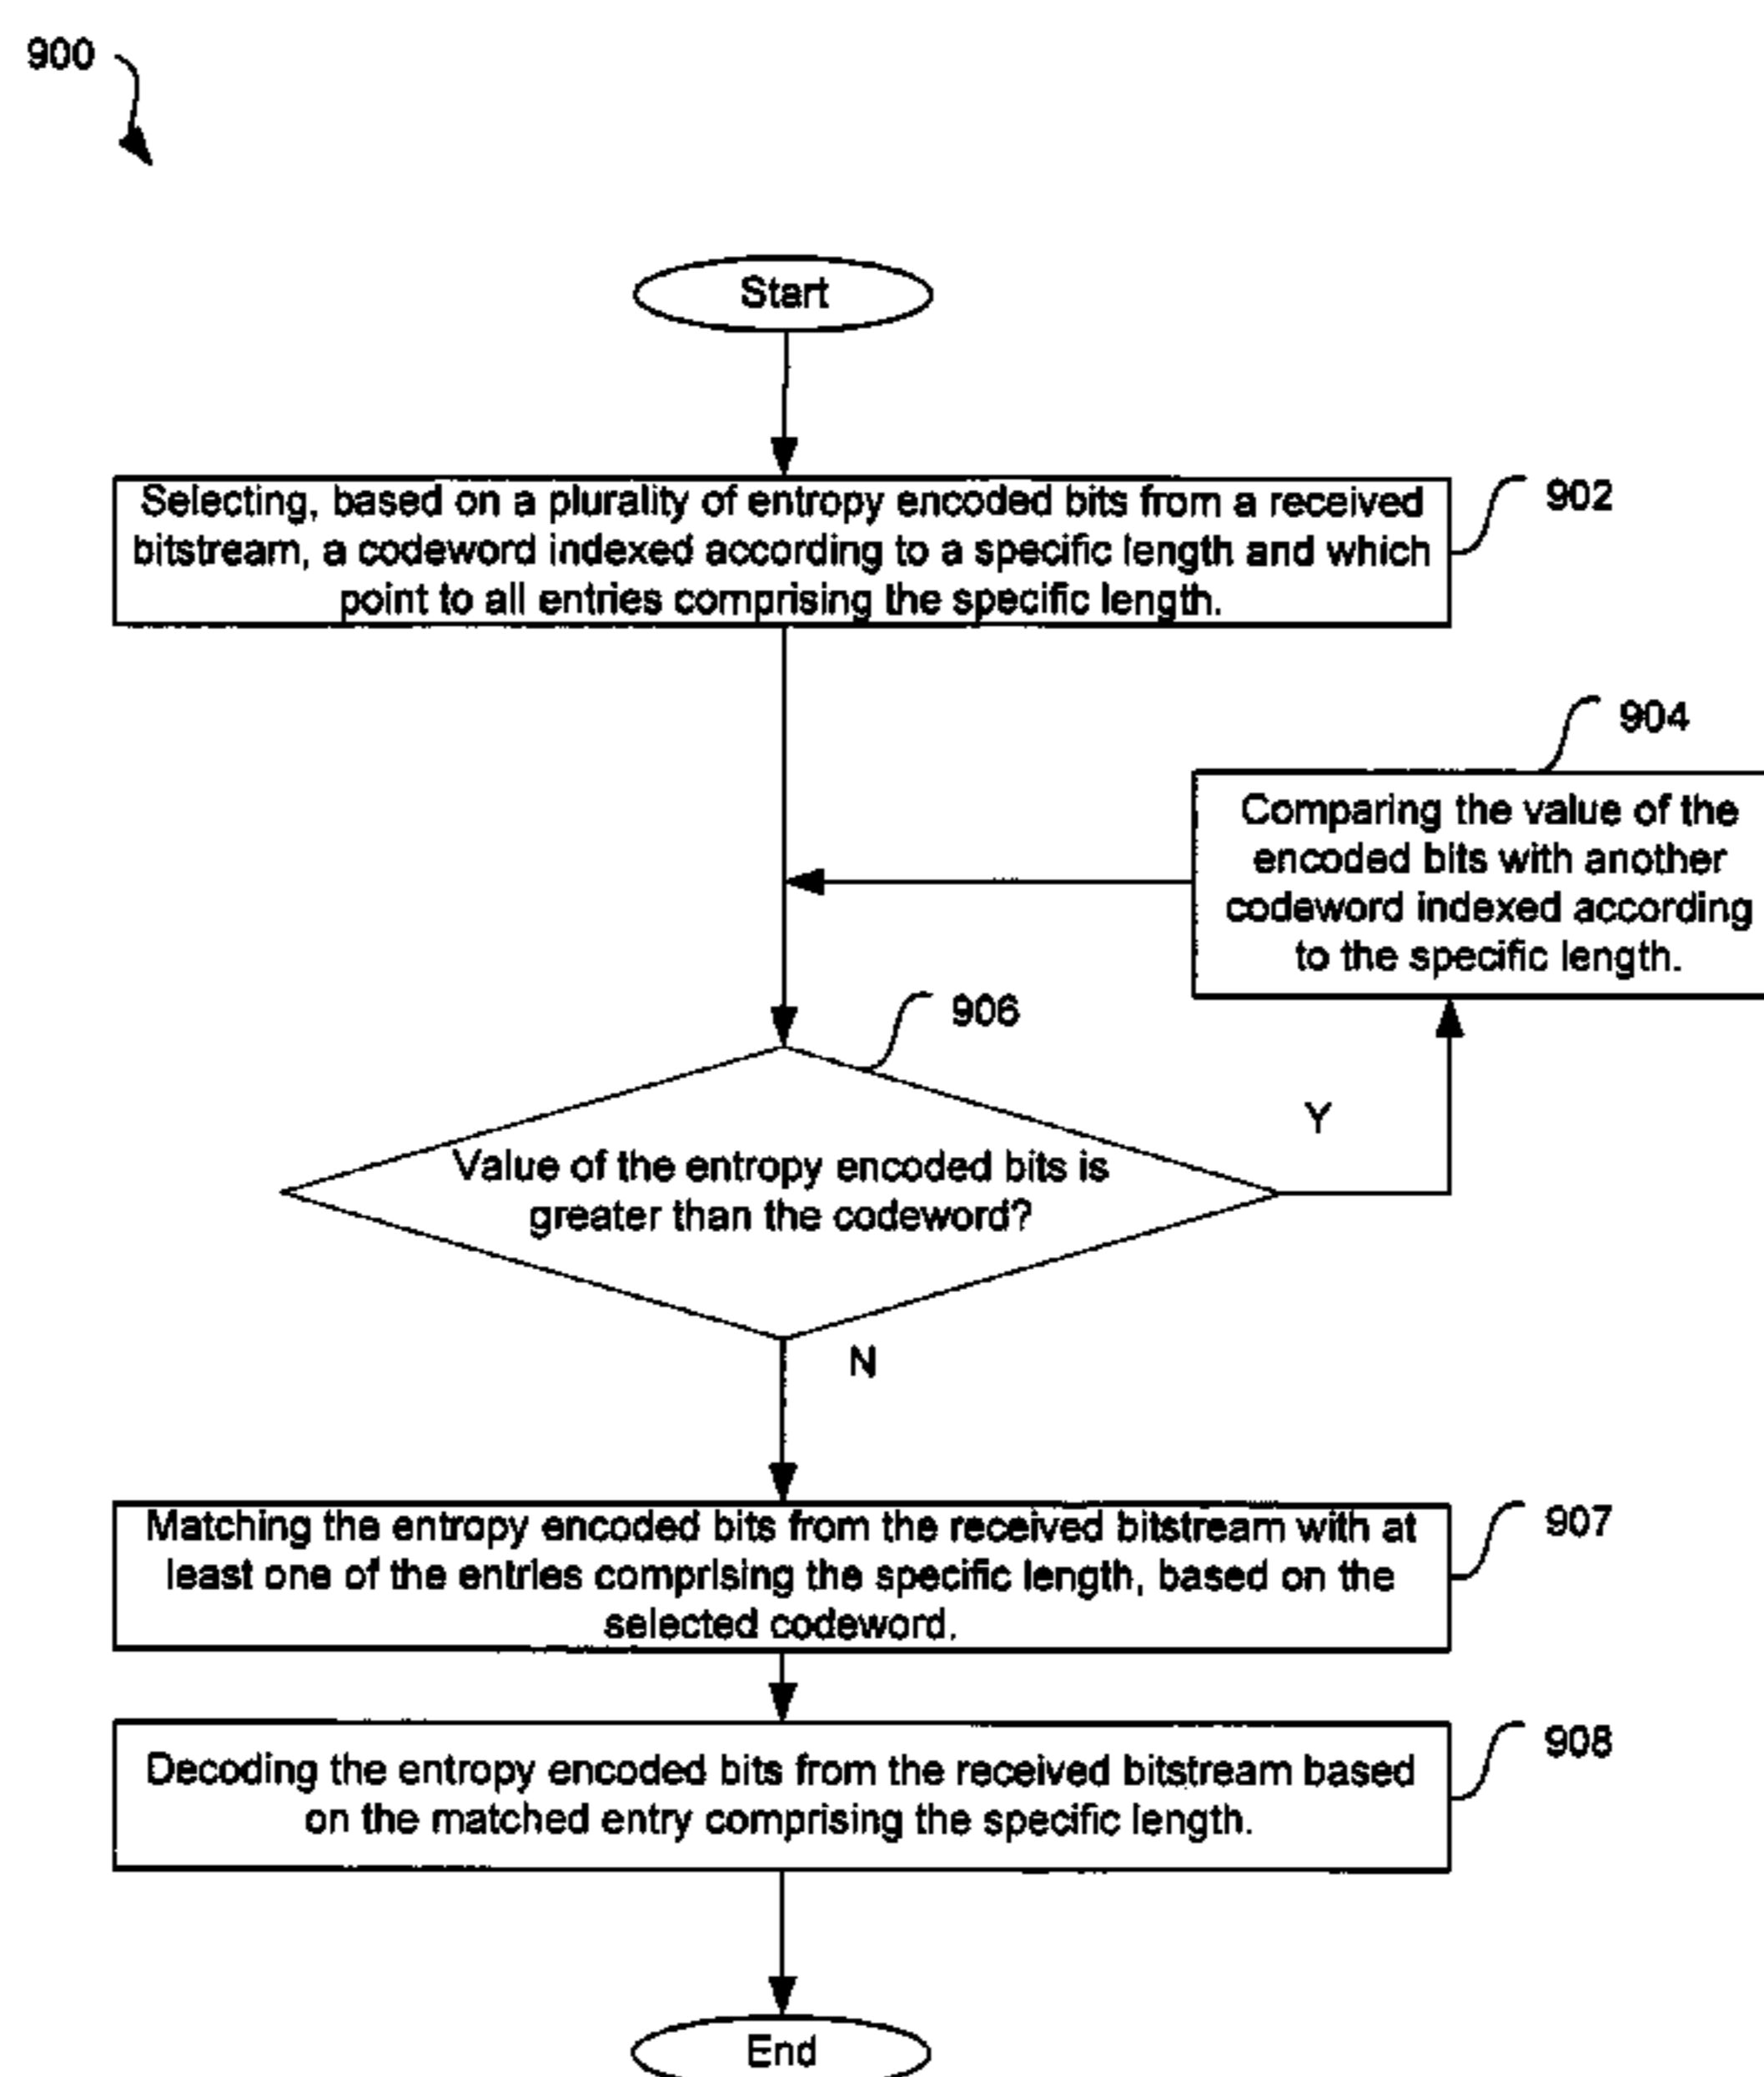 900
Start
Selecting, based on a plurality of entropy encoded bits from a received
bitstream, a codeword indexed according to a specific length and which
point to all entries comprising the specific length.
902
904
Comparing the value of the
encoded bits with another
codeword indexed according
to the specific length.
906
Y
Value of the entropy encoded bits is
greater than the codeword?
N
Matching the entropy encoded bits from the received bitstream with at
least one of the entries comprising the specific length, based on the
selected codeword.
907
Decoding the entropy encoded bits from the received bitstream based
on the matched entry comprising the specific length.
908
End